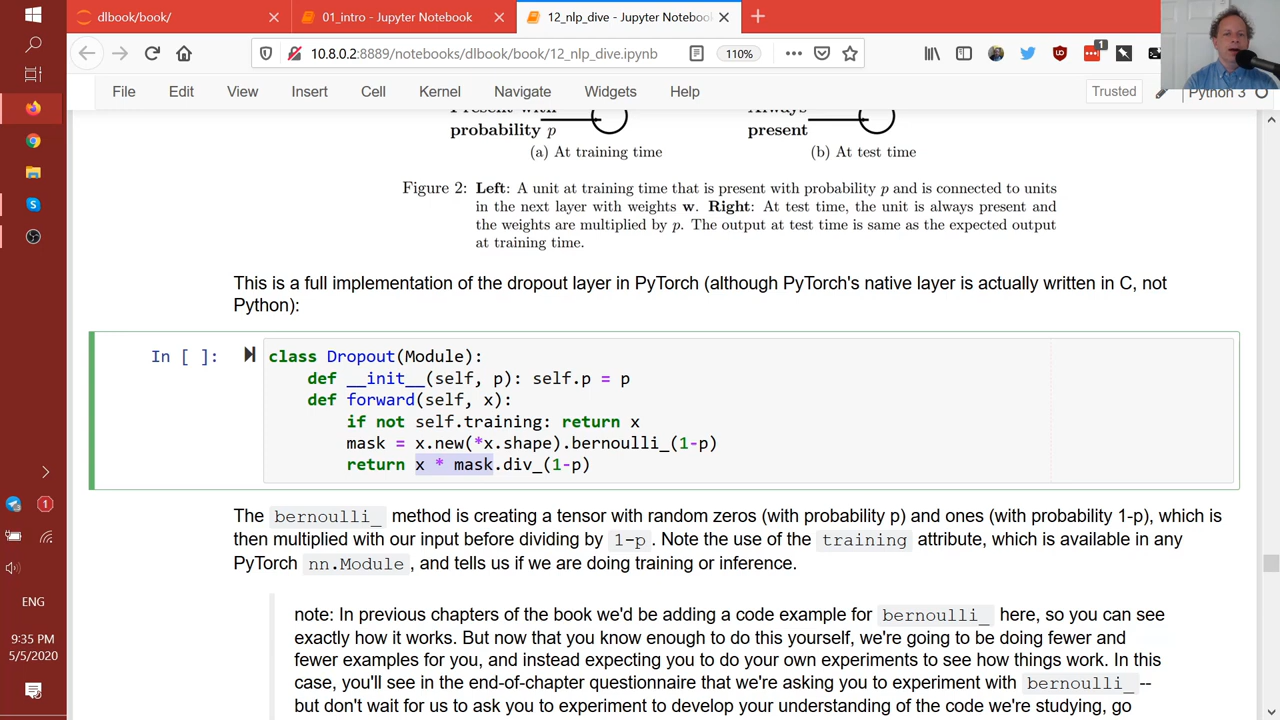 dlbook/book/
01_intro - Jupyter Notebook
12_nlp_dive - Jupyter Notebook
10.8.0.2:8889/notebooks/dlbook/book/12_nlp_dive.ipynb
110%
1
File Edit View Insert Cell Kernel Navigate Widgets Help
Trusted
Python 3
Present with
probability p
(a) At training time
Always
present
(b) At test time
Figure 2: Left: A unit at training time that is present with probability p and is connected to units
in the next layer with weights w. Right: At test time, the unit is always present and
the weights are multiplied by p. The output at test time is same as the expected output
at training time.
This is a full implementation of the dropout layer in PyTorch (although PyTorch's native layer is actually written in C, not
Python):
In [ ]:
class Dropout(Module):
def __init__(self, p): self.p = p
def forward(self, x):
if not self.training: return x
mask = x.new(*x.shape).bernoulli_(1-p)
return x * mask.div_(1-p)
The bernoulli_ method is creating a tensor with random zeros (with probability p) and ones (with probability 1-p), which is
then multiplied with our input before dividing by 1-p. Note the use of the training attribute, which is available in any
PyTorch nn.Module, and tells us if we are doing training or inference.
note: In previous chapters of the book we'd be adding a code example for bernoulli_ here, so you can see
exactly how it works. But now that you know enough to do this yourself, we're going to be doing fewer and
fewer examples for you, and instead expecting you to do your own experiments to see how things work. In this
case, you'll see in the end-of-chapter questionnaire that we're asking you to experiment with bernoulli_--
but don't wait for us to ask you to experiment to develop your understanding of the code we're studying, go
1
ENG
9:35 PM
5/5/2020